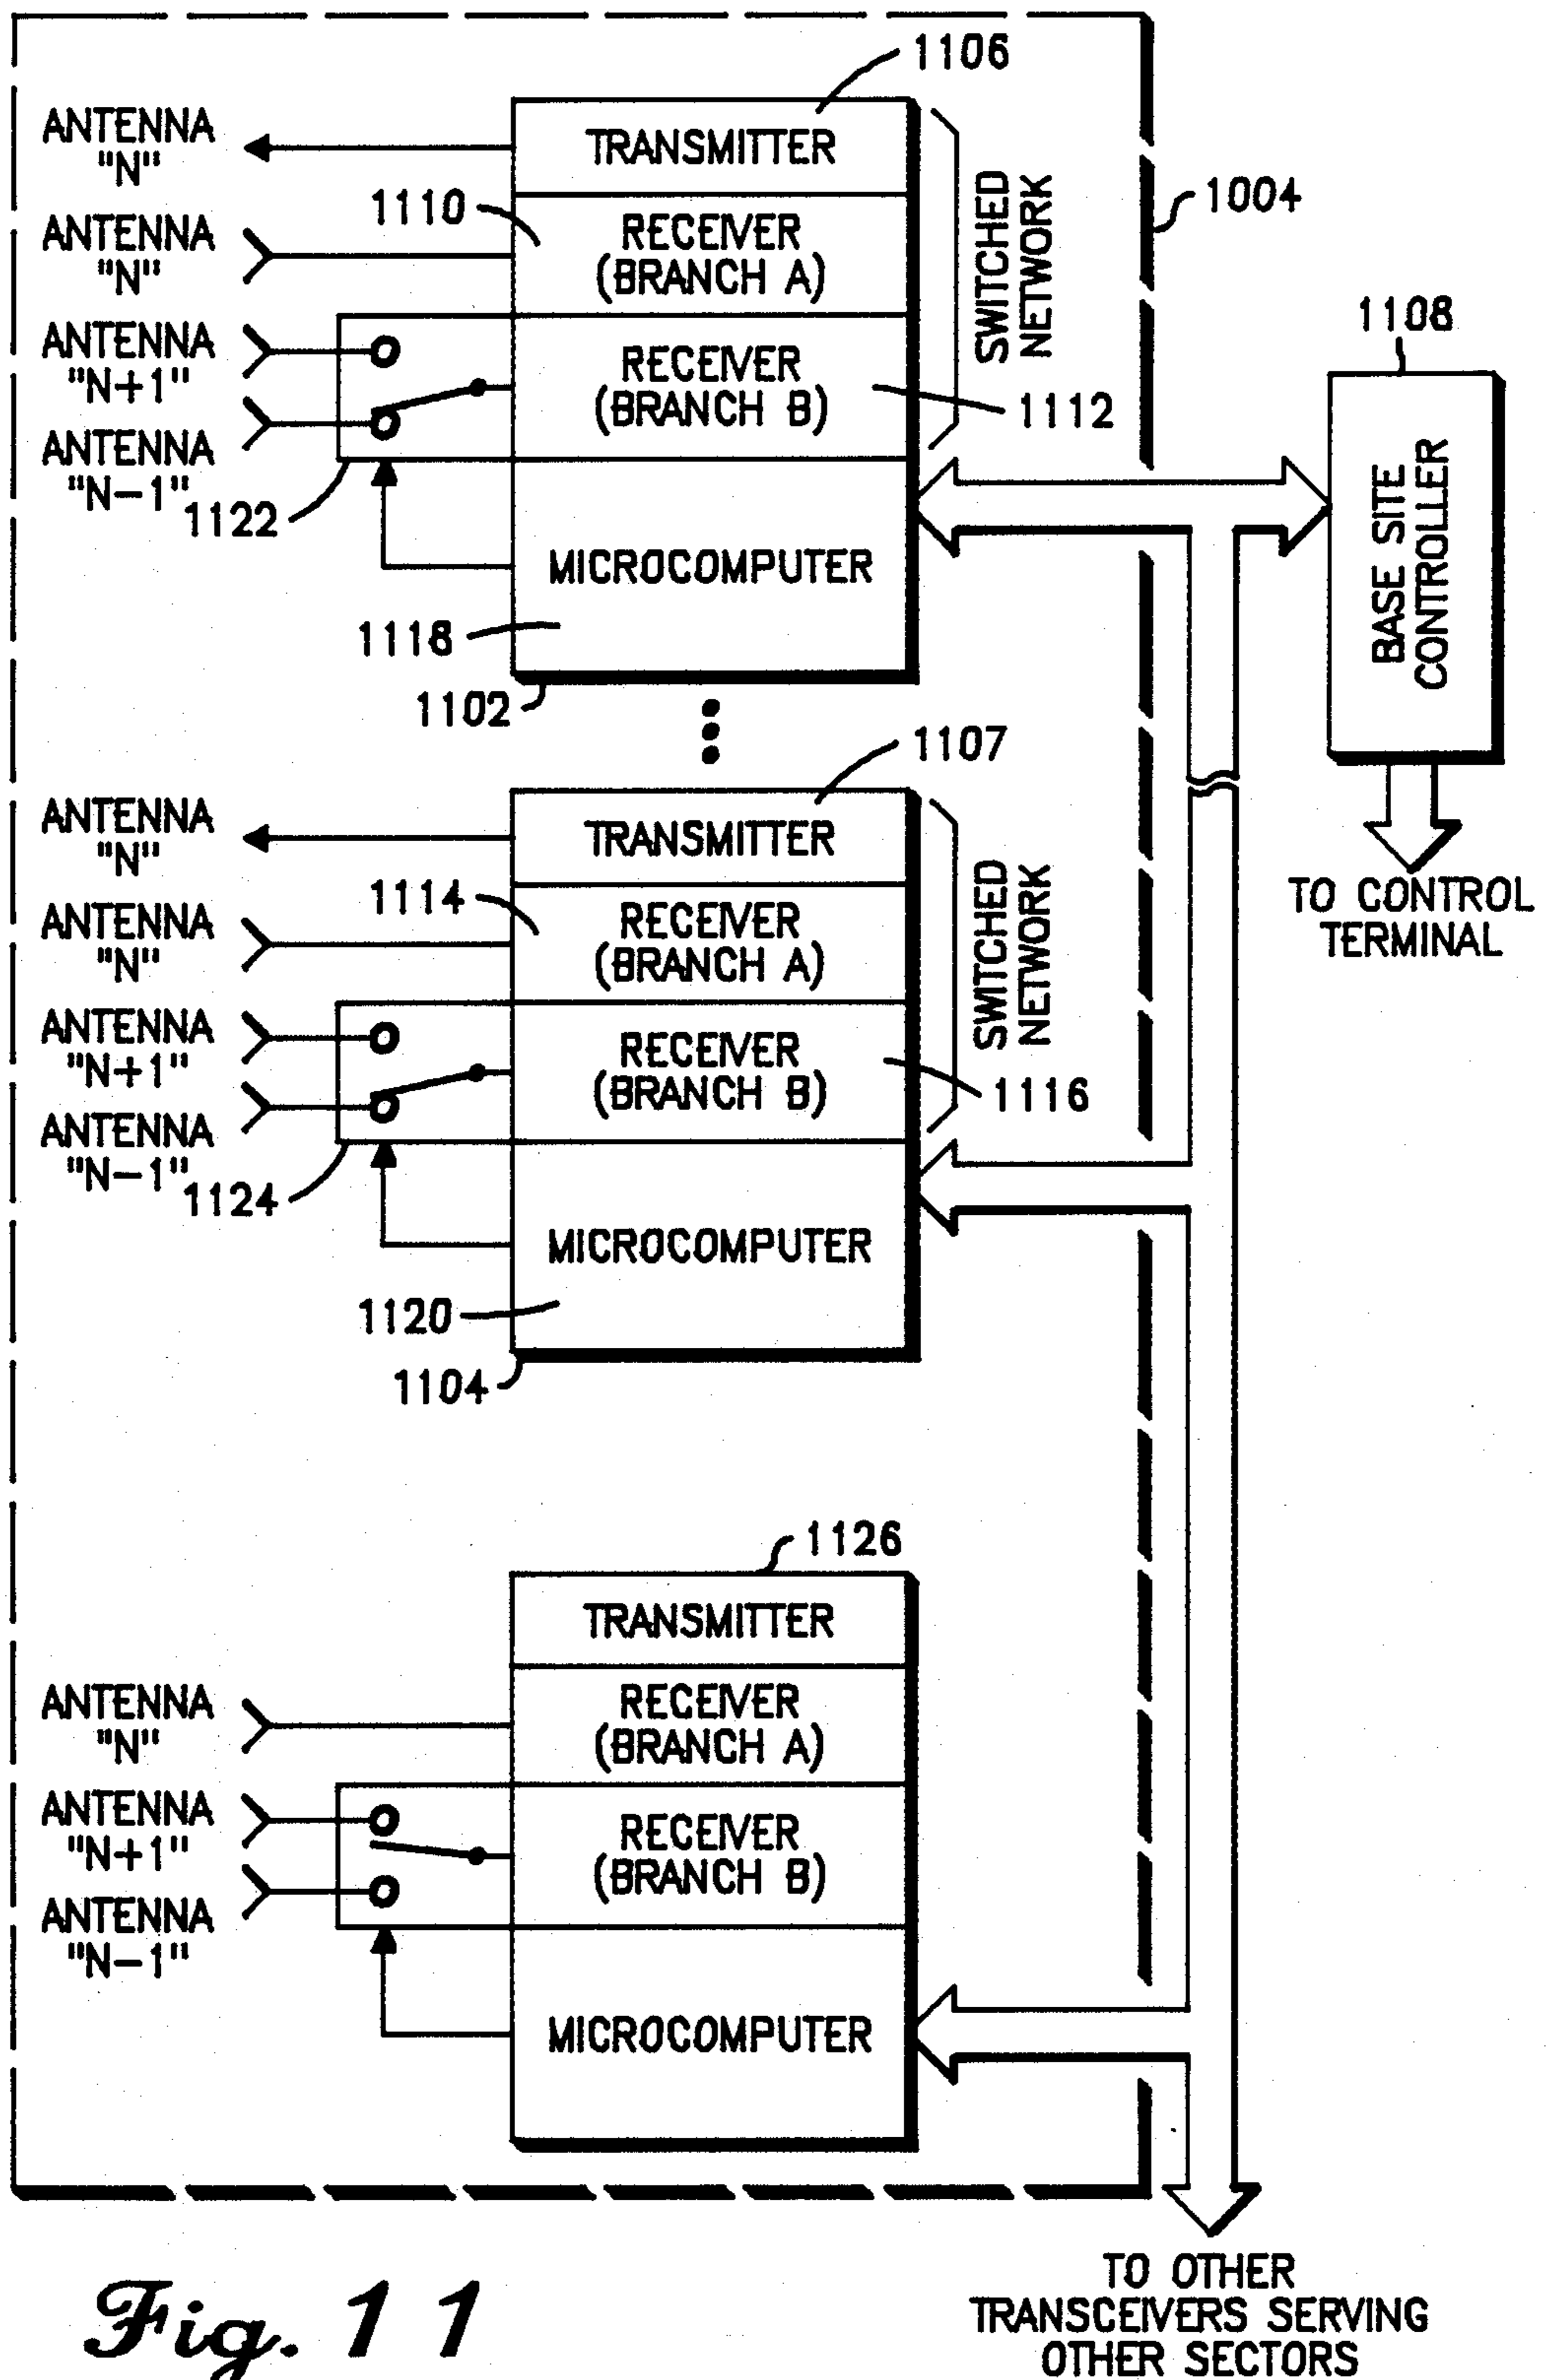 1106
ANTENNA
"N"
TRANSMITTER
1110
ANTENNA
"N"
RECEIVER
(BRANCH A)
SWITCHED
NETWORK
1004
1108
ANTENNA
"N+1"
RECEIVER
(BRANCH B)
1112
ANTENNA
"N-1"
1122
BASE SITE
CONTROLLER
MICROCOMPUTER
1118
1102
1107
ANTENNA
"N"
TRANSMITTER
1114
ANTENNA
"N"
RECEIVER
(BRANCH A)
SWITCHED
NETWORK
TO CONTROL
TERMINAL
ANTENNA
"N+1"
RECEIVER
(BRANCH B)
1116
ANTENNA
"N-1"
1124
MICROCOMPUTER
1120
1104
1126
TRANSMITTER
ANTENNA
"N"
RECEIVER
(BRANCH A)
ANTENNA
"N+1"
RECEIVER
(BRANCH B)
ANTENNA
"N-1"
MICROCOMPUTER
TO OTHER
TRANSCEIVERS SERVING
OTHER SECTORS
Fig. 11